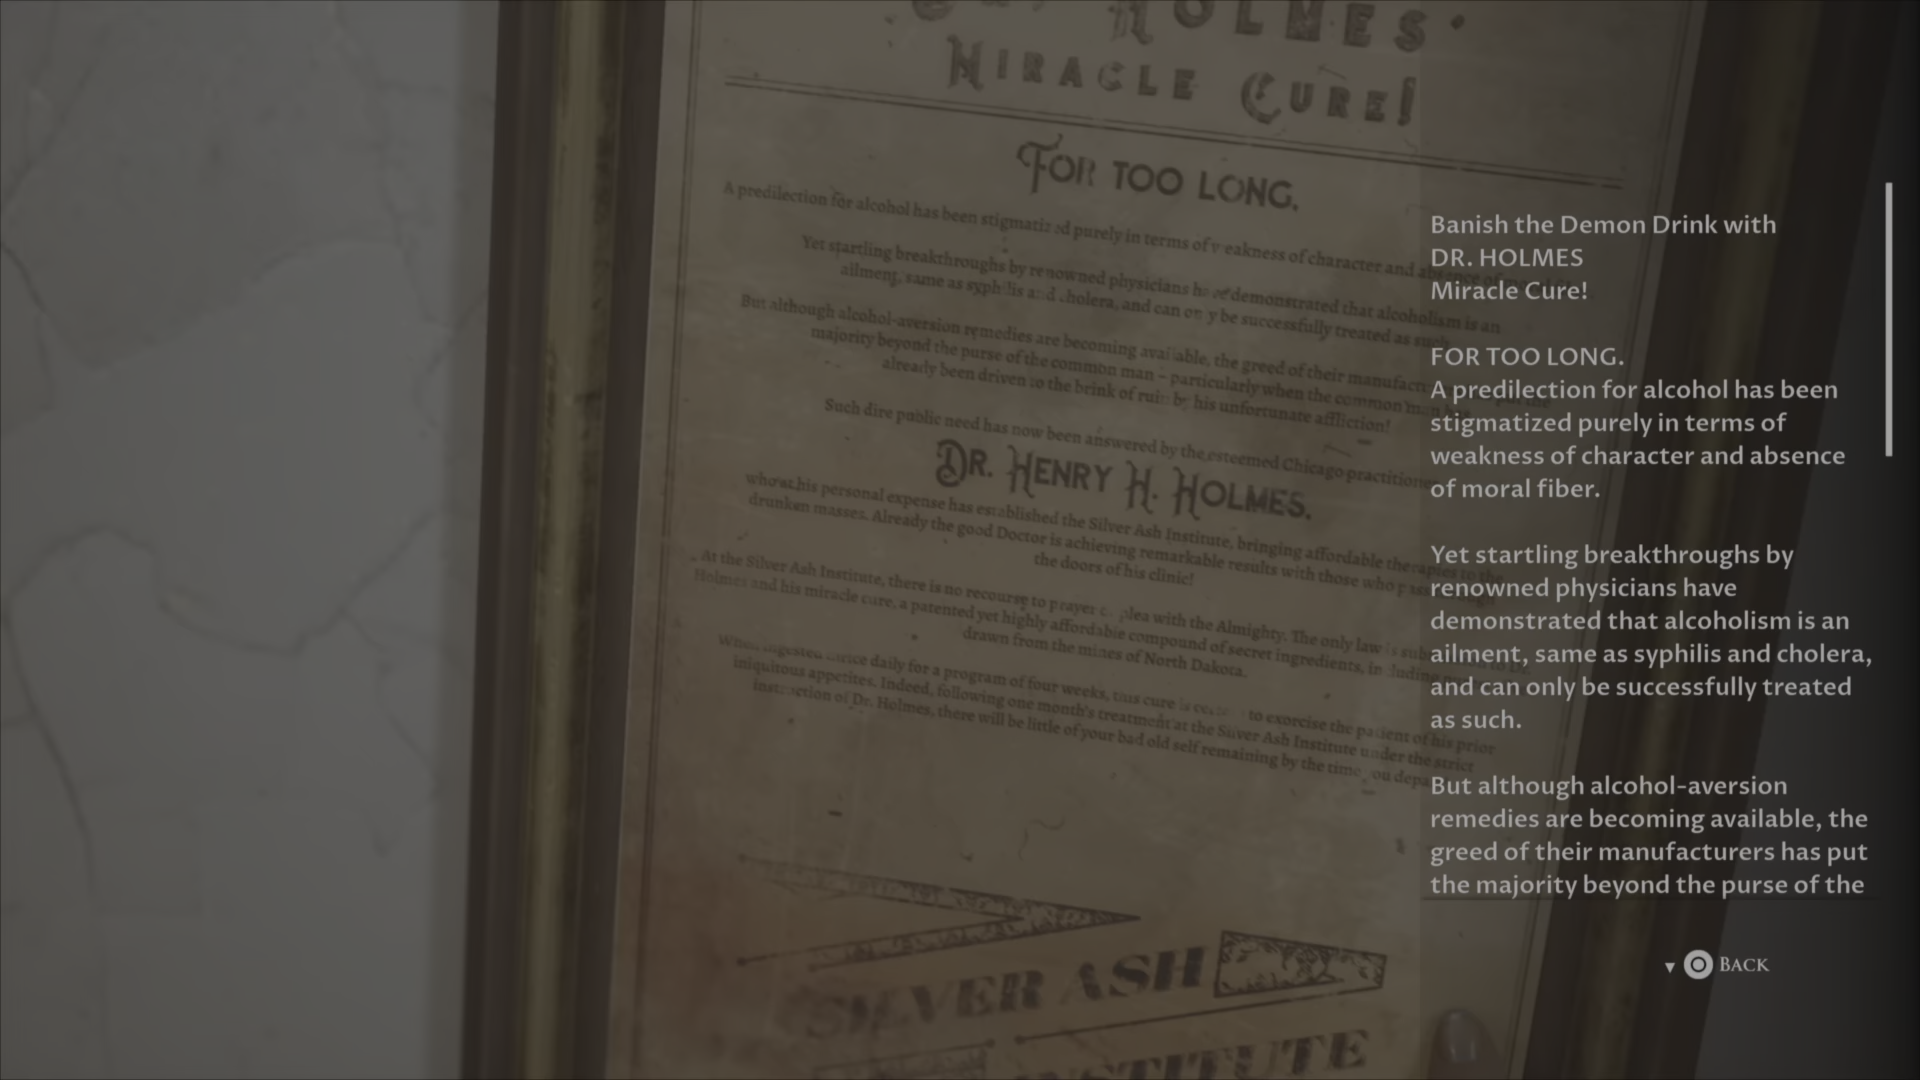 HOLMES'
MIRACLE CURE!
FOR TOO LONG.
A predilection for alcohol has been stigmatized purely in terms of weakness of character and absence of
Yet startling breakthroughs by renowned physicians have demonstrated that alcoholism is an
ailment, same as syphilis and cholera, and can only be successfully treated as such.
But although alcohol-aversion remedies are becoming available, the greed of their manufacturers has put the
majority beyond the purse of the common man – particularly when the common man has
already been driven to the brink of ruin by his unfortunate affliction!
Such dire public need has now been answered by the esteemed Chicago practitioner
DR. HENRY H. HOLMES.
who at his personal expense has established the Silver Ash Institute, bringing affordable therapies to the
drunken masses. Already the good Doctor is achieving remarkable results with those who pass through
the doors of his clinic!
At the Silver Ash Institute, there is no recourse to prayer or plea with the Almighty. The only law is submission to Dr.
Holmes and his miracle cure, a patented yet highly affordable compound of secret ingredients, including
drawn from the mines of North Dakota.
When ingested thrice daily for a program of four weeks, this cure is to exorcise the patient of his prior
iniquitous appetites. Indeed, following one month's treatment at the Silver Ash Institute under the strict
instruction of Dr. Holmes, there will be little of your bad old self remaining by the time you depart
SILVER ASH
INSTITUTE
Banish the Demon Drink with
DR. HOLMES
Miracle Cure!
FOR TOO LONG.
A predilection for alcohol has been
stigmatized purely in terms of
weakness of character and absence
of moral fiber.
Yet startling breakthroughs by
renowned physicians have
demonstrated that alcoholism is an
ailment, same as syphilis and cholera,
and can only be successfully treated
as such.
But although alcohol-aversion
remedies are becoming available, the
greed of their manufacturers has put
the majority beyond the purse of the
BACK